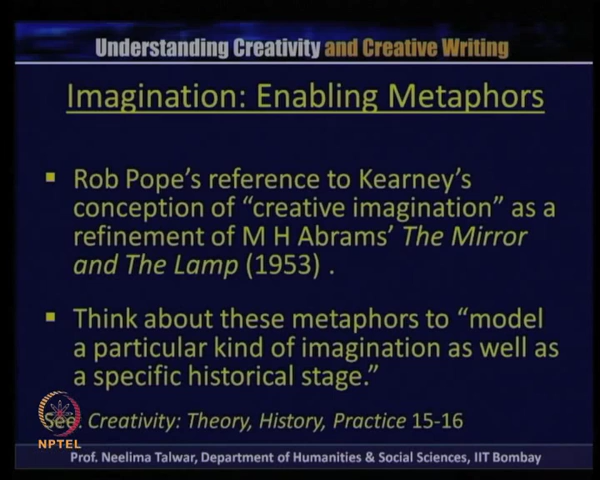 Understanding Creativity and Creative Writing
Imagination: Enabling Metaphors
▪ Rob Pope's reference to Kearney's
conception of “creative imagination” as a
refinement of M H Abrams’ The Mirror
and The Lamp (1953) .
▪ Think about these metaphors to “model
a particular kind of imagination as well as
a specific historical stage.”
See, Creativity: Theory, History, Practice 15-16
NPTEL
Prof. Neelima Talwar, Department of Humanities & Social Sciences, IIT Bombay